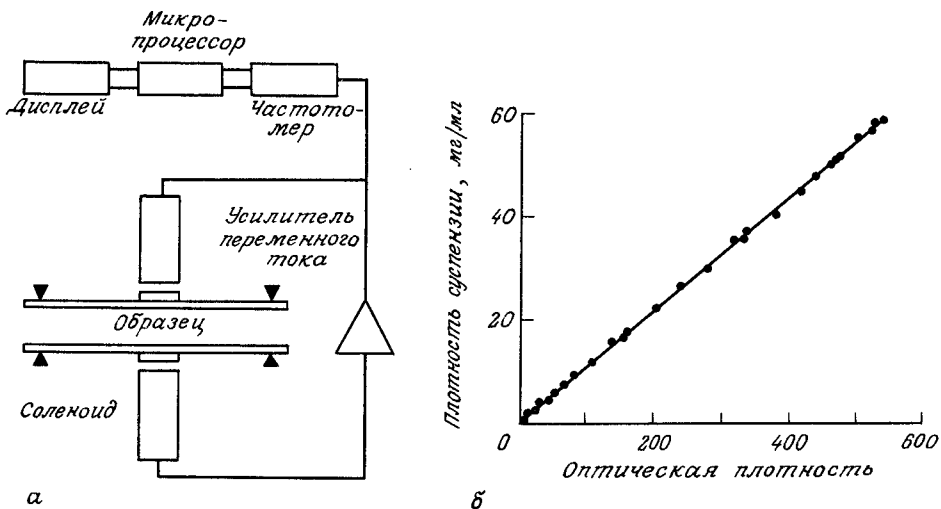 Микро-
процессор
Дисплей
Частото-
мер
Усилитель
переменного
тока
Образец
Соленоид
а
Плотность суспензии, мг/мл
60
40
20
0
200
400
600
Оптическая плотность
б